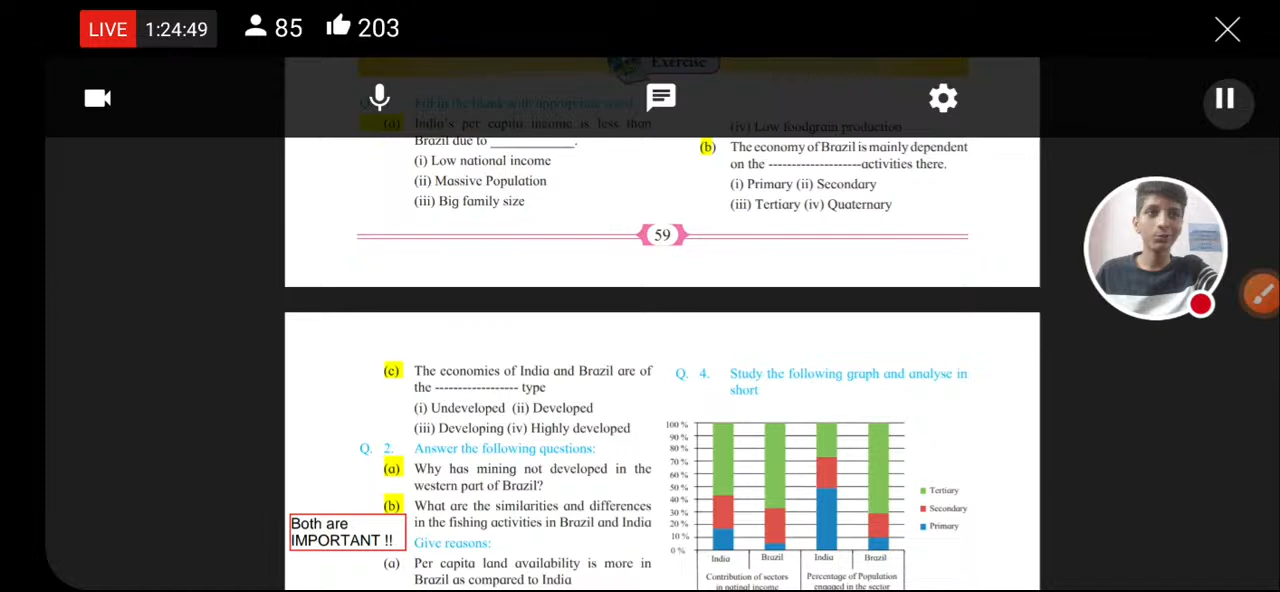 LIVE 1:24:49 85 203
Exercise
Fill in the blank with appropriate word
(a) India's per capita income is less than
Brazil due to ____________.
(i) Low national income
(ii) Massive Population
(iii) Big family size
(iv) Low foodgrain production
(b) The economy of Brazil is mainly dependent
on the --------------------activities there.
(i) Primary (ii) Secondary
(iii) Tertiary (iv) Quaternary
59
(c) The economies of India and Brazil are of
the ----------------- type
(i) Undeveloped (ii) Developed
(iii) Developing (iv) Highly developed
Q. 2. Answer the following questions:
(a) Why has mining not developed in the
western part of Brazil?
(b) What are the similarities and differences
in the fishing activities in Brazil and India
Both are
IMPORTANT !!
Give reasons:
(a) Per capita land availability is more in
Brazil as compared to India
Q. 4. Study the following graph and analyse in
short
100 %
90 %
80 %
70 %
60 %
50 %
40 %
30 %
20 %
10 %
0 %
Tertiary
Secondary
Primary
India Brazil India Brazil
Contribution of sectors
in natinal income
Percentage of Population
engaged in the sector